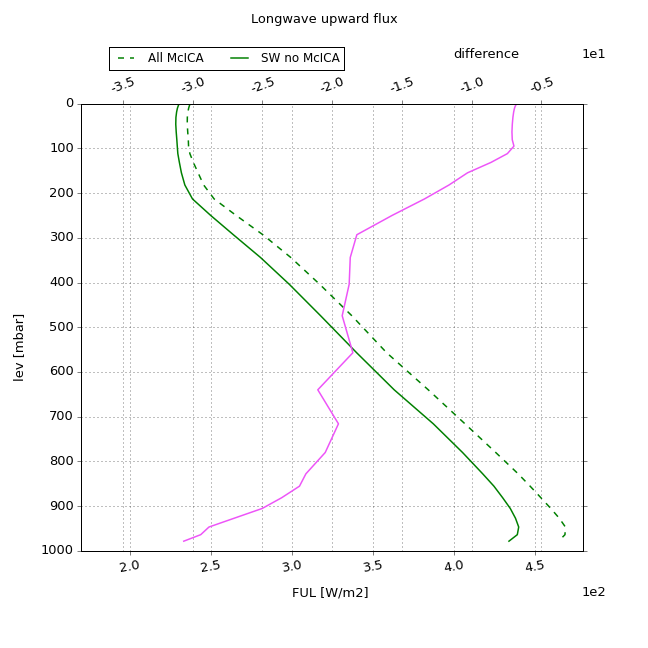 Longwave upward flux
All McICA
SW no McICA
difference
1e1
-3.5 -3.0 -2.5 -2.0 -1.5 -1.0 -0.5
0
100
200
300
400
500
600
700
800
900
1000
lev [mbar]
2.0 2.5 3.0 3.5 4.0 4.5
FUL [W/m2]
1e2